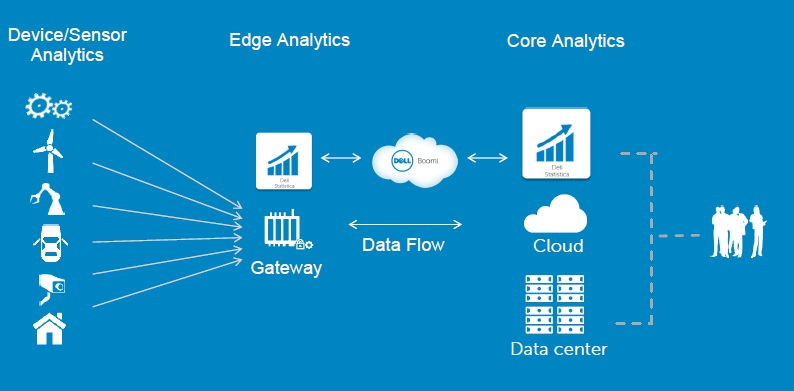 Device/Sensor
Analytics
Edge Analytics
Core Analytics
Dell
Statistica
DELL
Boomi
Dell
Statistica
Gateway
Data Flow
Cloud
Data center